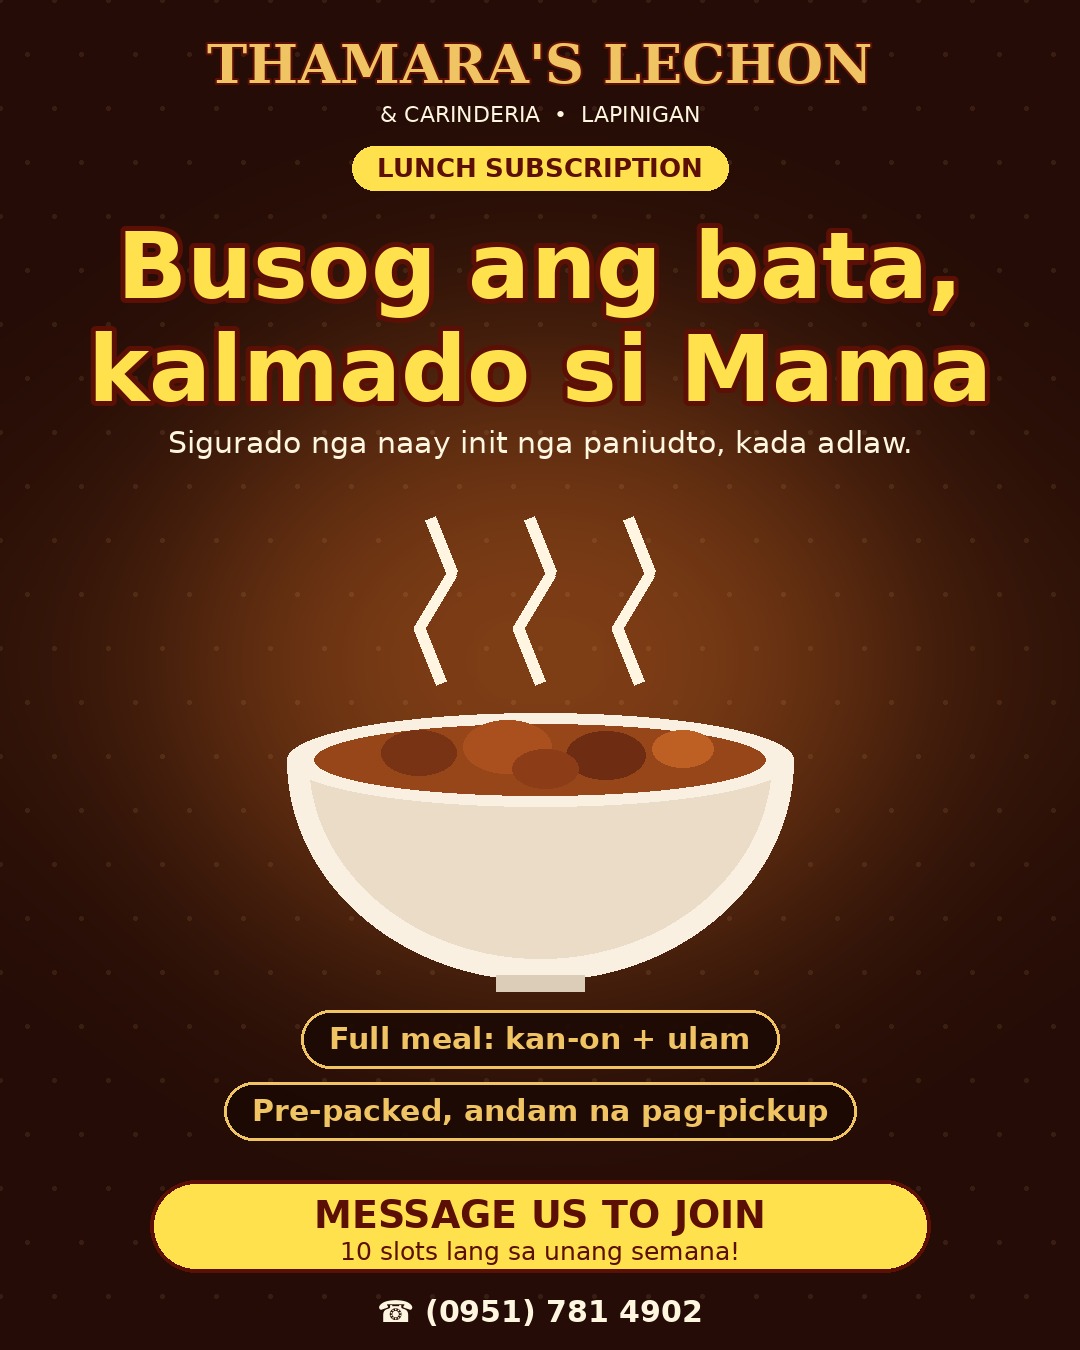 THAMARA'S LECHON
& CARINDERIA • LAPINIGAN
LUNCH SUBSCRIPTION
Busog ang bata,
kalmado si Mama
Sigurado nga naay init nga paniudto, kada adlaw.
Full meal: kan-on + ulam
Pre-packed, andam na pag-pickup
MESSAGE US TO JOIN
10 slots lang sa unang semana!
☎ (0951) 781 4902